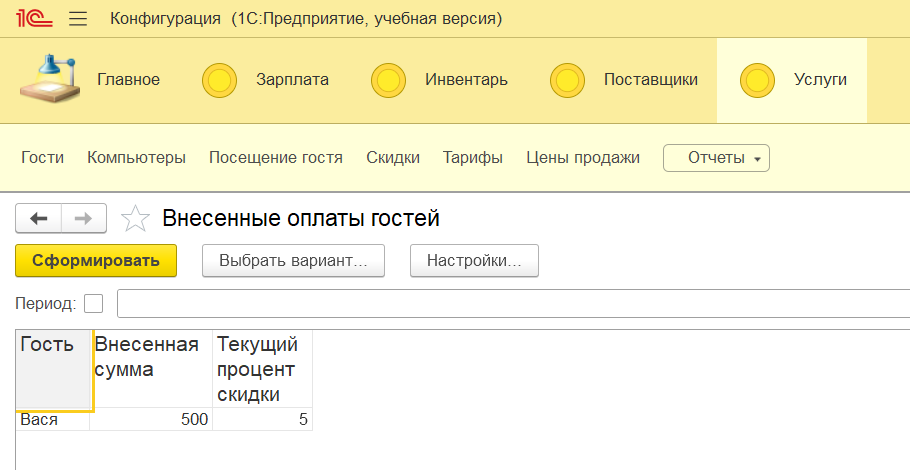 1С Конфигурация (1С:Предприятие, учебная версия)
Главное Зарплата Инвентарь Поставщики Услуги
Гости Компьютеры Посещение гостя Скидки Тарифы Цены продажи Отчеты
Внесенные оплаты гостей
Сформировать Выбрать вариант... Настройки...
Период:
Гость Внесенная Текущий
сумма процент
скидки
Вася 500 5